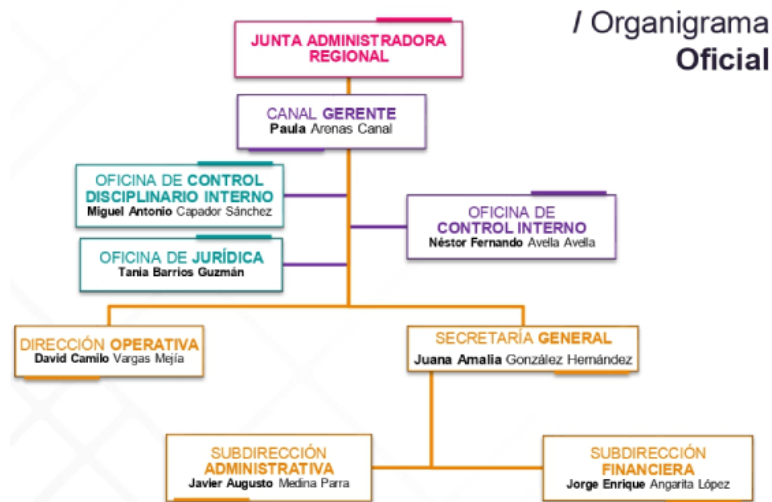 / Organigrama
Oficial
JUNTA ADMINISTRADORA
REGIONAL
CANAL GERENTE
Paula Arenas Canal
OFICINA DE CONTROL
DISCIPLINARIO INTERNO
Miguel Antonio Capador Sánchez
OFICINA DE
CONTROL INTERNO
Néstor Fernando Avella Avella
OFICINA DE JURÍDICA
Tania Barrios Guzmán
DIRECCIÓN OPERATIVA
David Camilo Vargas Mejía
SECRETARÍA GENERAL
Juana Amalia González Hernández
SUBDIRECCIÓN
ADMINISTRATIVA
Javier Augusto Medina Parra
SUBDIRECCIÓN
FINANCIERA
Jorge Enrique Angarita López